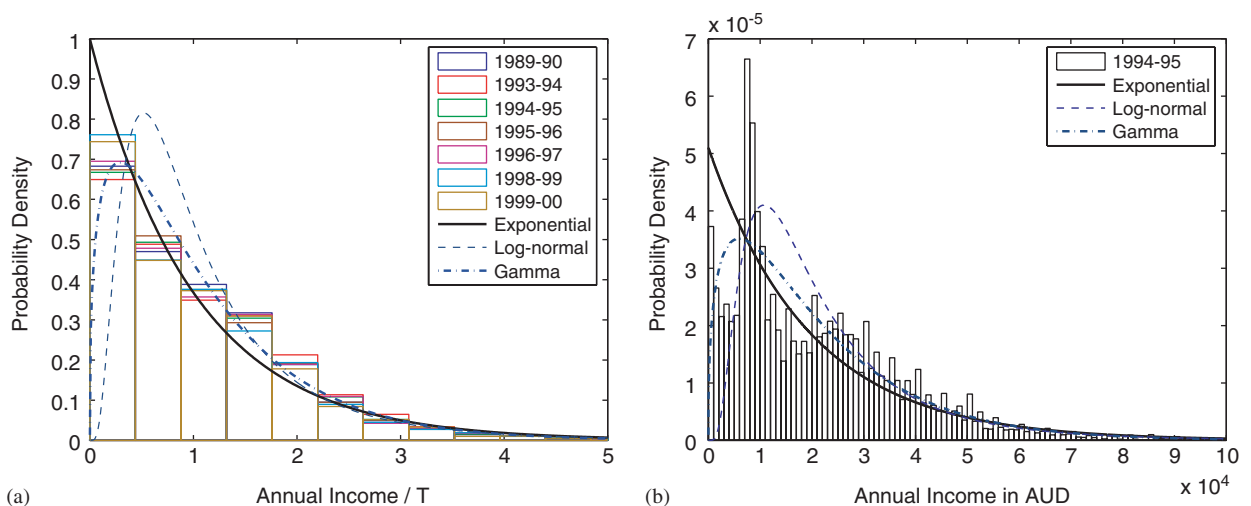 1
0.9
0.8
0.7
0.6
0.5
0.4
0.3
0.2
0.1
0
Probability Density
0 1 2 3 4 5
Annual Income / T
1989-90
1993-94
1994-95
1995-96
1996-97
1998-99
1999-00
Exponential
Log-normal
Gamma
(a)
x 10-5
7
6
5
4
3
2
1
0
Probability Density
0 1 2 3 4 5 6 7 8 9 10
x 104
Annual Income in AUD
1994-95
Exponential
Log-normal
Gamma
(b)